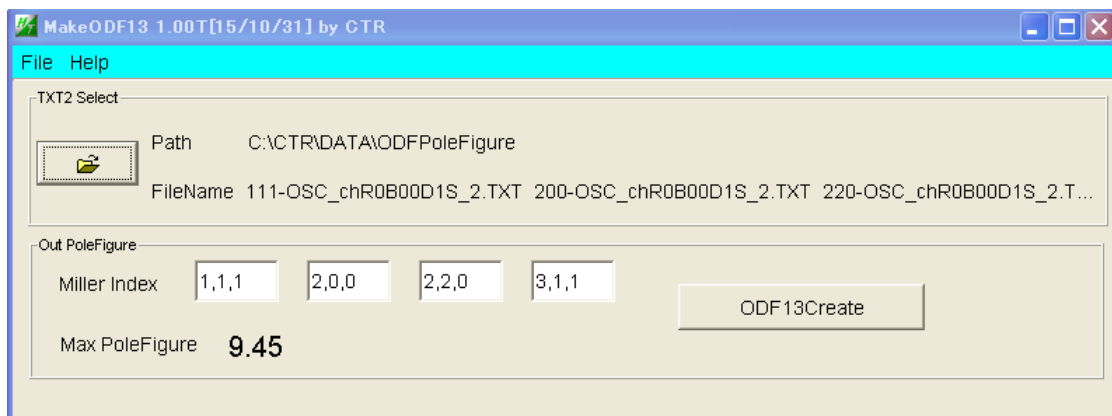 MakeODF13 1.00T[15/10/31] by CTR
File Help
TXT2 Select
Path C:\CTR\DATA\ODFPoleFigure
FileName 111-OSC_chR0B00D1S_2.TXT 200-OSC_chR0B00D1S_2.TXT 220-OSC_chR0B00D1S_2.T...
Out PoleFigure
Miller Index 1,1,1 2,0,0 2,2,0 3,1,1
ODF13Create
Max PoleFigure 9.45